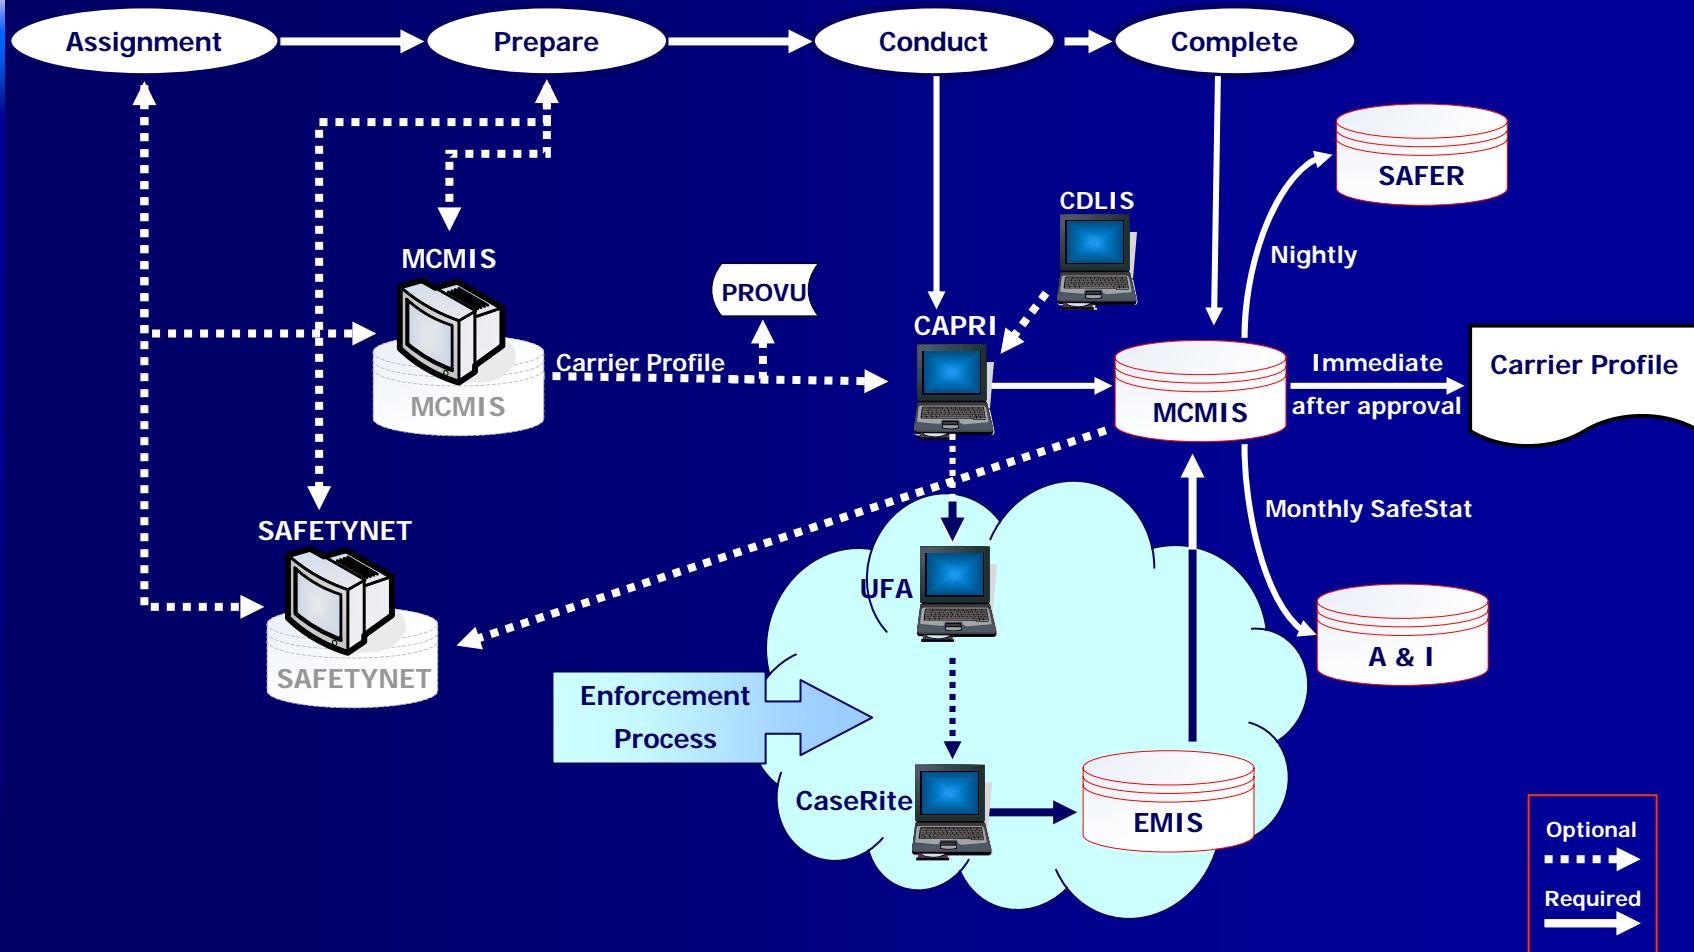 Assignment
Prepare
Conduct
Complete
SAFER
CDLIS
MCMIS
Nightly
PROVU
CAPRI
Carrier Profile
Immediate
after approval
Carrier Profile
MCMIS
MCMIS
Monthly SafeStat
SAFETYNET
UFA
A & I
SAFETYNET
Enforcement
Process
CaseRite
EMIS
Optional
Required